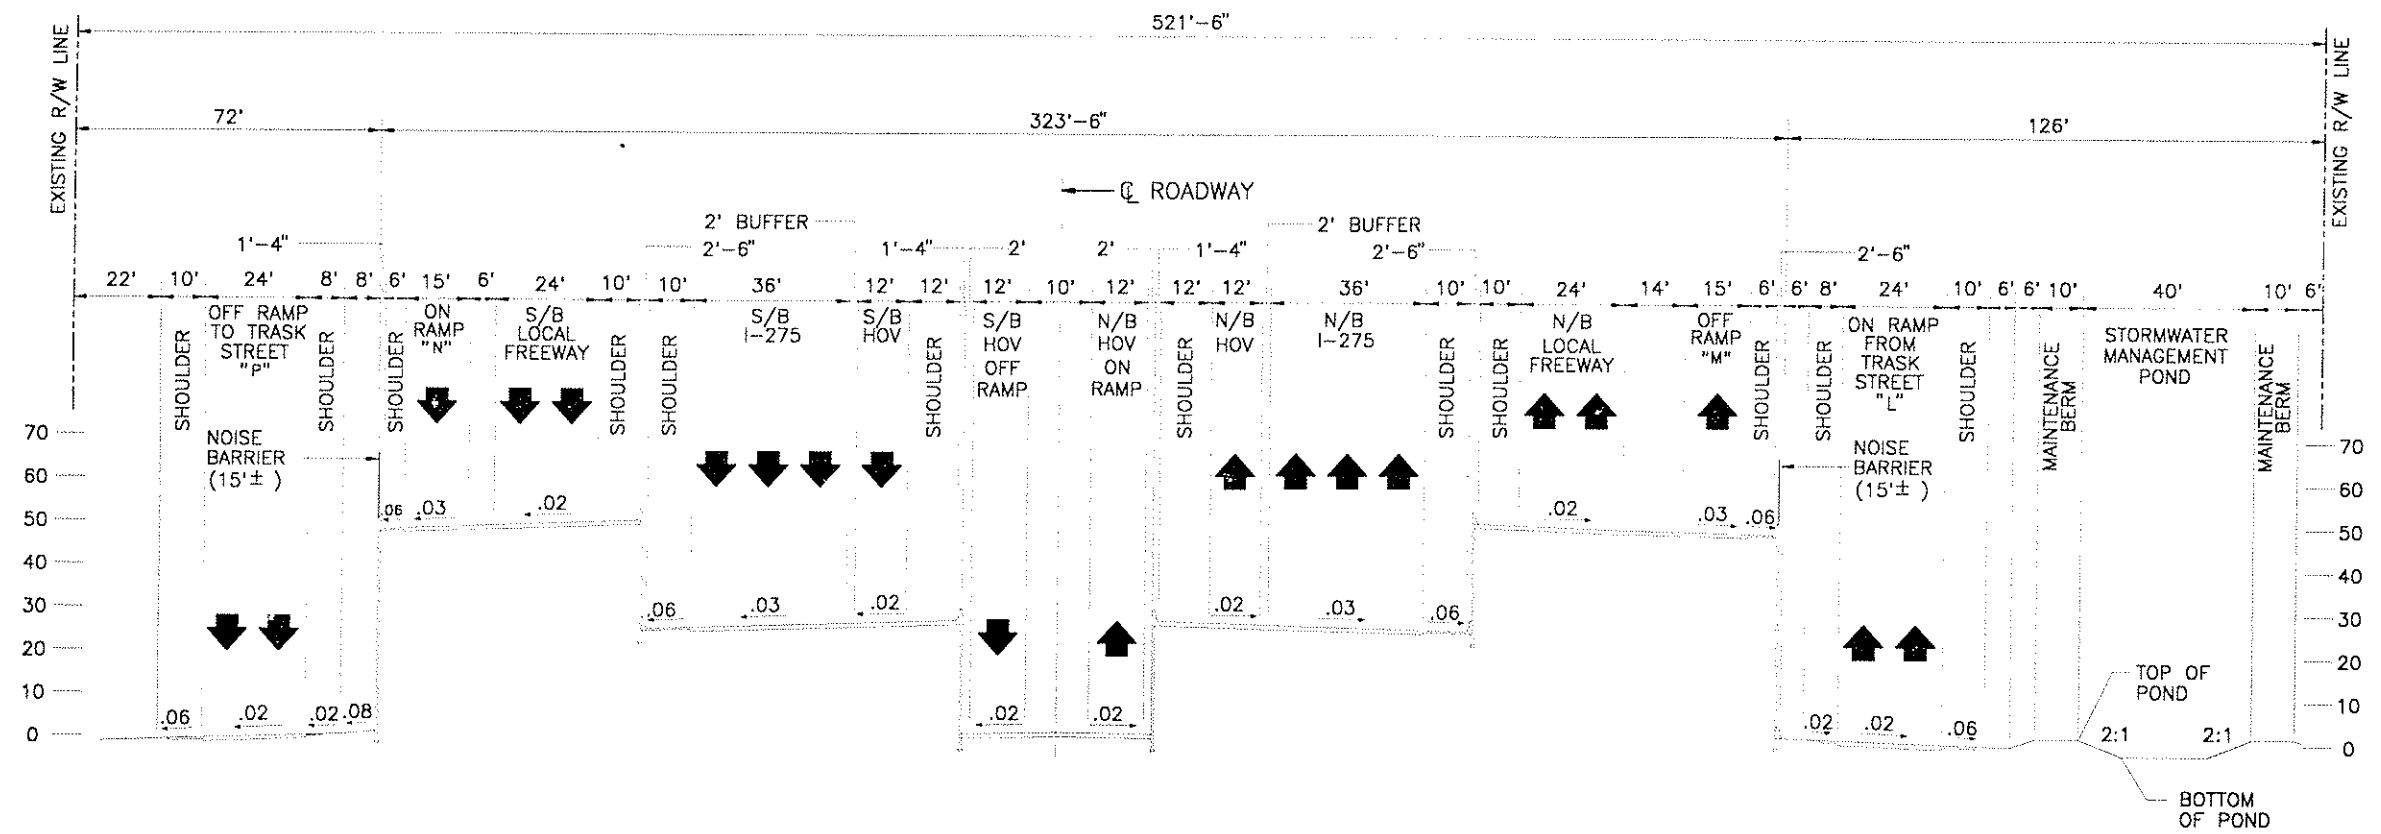 521'-6"
EXISTING R/W LINE
EXISTING R/W LINE
72'
323'-6"
126'
℄ ROADWAY
2' BUFFER
2' BUFFER
1'-4"
2'-6"
1'-4"
2'
2'
1'-4"
2'-6"
2'-6"
22' 10' 24' 8' 8' 6' 15' 6' 24' 10' 10' 36' 12' 12' 12' 10' 12' 12' 12' 36' 10' 10' 24' 14' 15' 6' 6' 8' 24' 10' 6' 6' 10' 40' 10' 6'
SHOULDER
OFF RAMP
TO TRASK
STREET
"P"
SHOULDER
SHOULDER
ON
RAMP
"N"
S/B
LOCAL
FREEWAY
SHOULDER
SHOULDER
S/B
I-275
S/B
HOV
SHOULDER
S/B
HOV
OFF
RAMP
N/B
HOV
ON
RAMP
SHOULDER
N/B
HOV
N/B
I-275
SHOULDER
SHOULDER
N/B
LOCAL
FREEWAY
OFF
RAMP
"M"
SHOULDER
SHOULDER
ON RAMP
FROM
TRASK
STREET
"L"
SHOULDER
MAINTENANCE
BERM
STORMWATER
MANAGEMENT
POND
MAINTENANCE
BERM
NOISE
BARRIER
(15'± )
NOISE
BARRIER
(15'± )
70
60
50
40
30
20
10
0
.06 .02 .02 .08
.06 .03 .02
.06 .03 .02
.02 .02
.02 .03 .06
.02 .03 .06
.02 .02 .06
TOP OF
POND
2:1 2:1
BOTTOM
OF POND
70
60
50
40
30
20
10
0